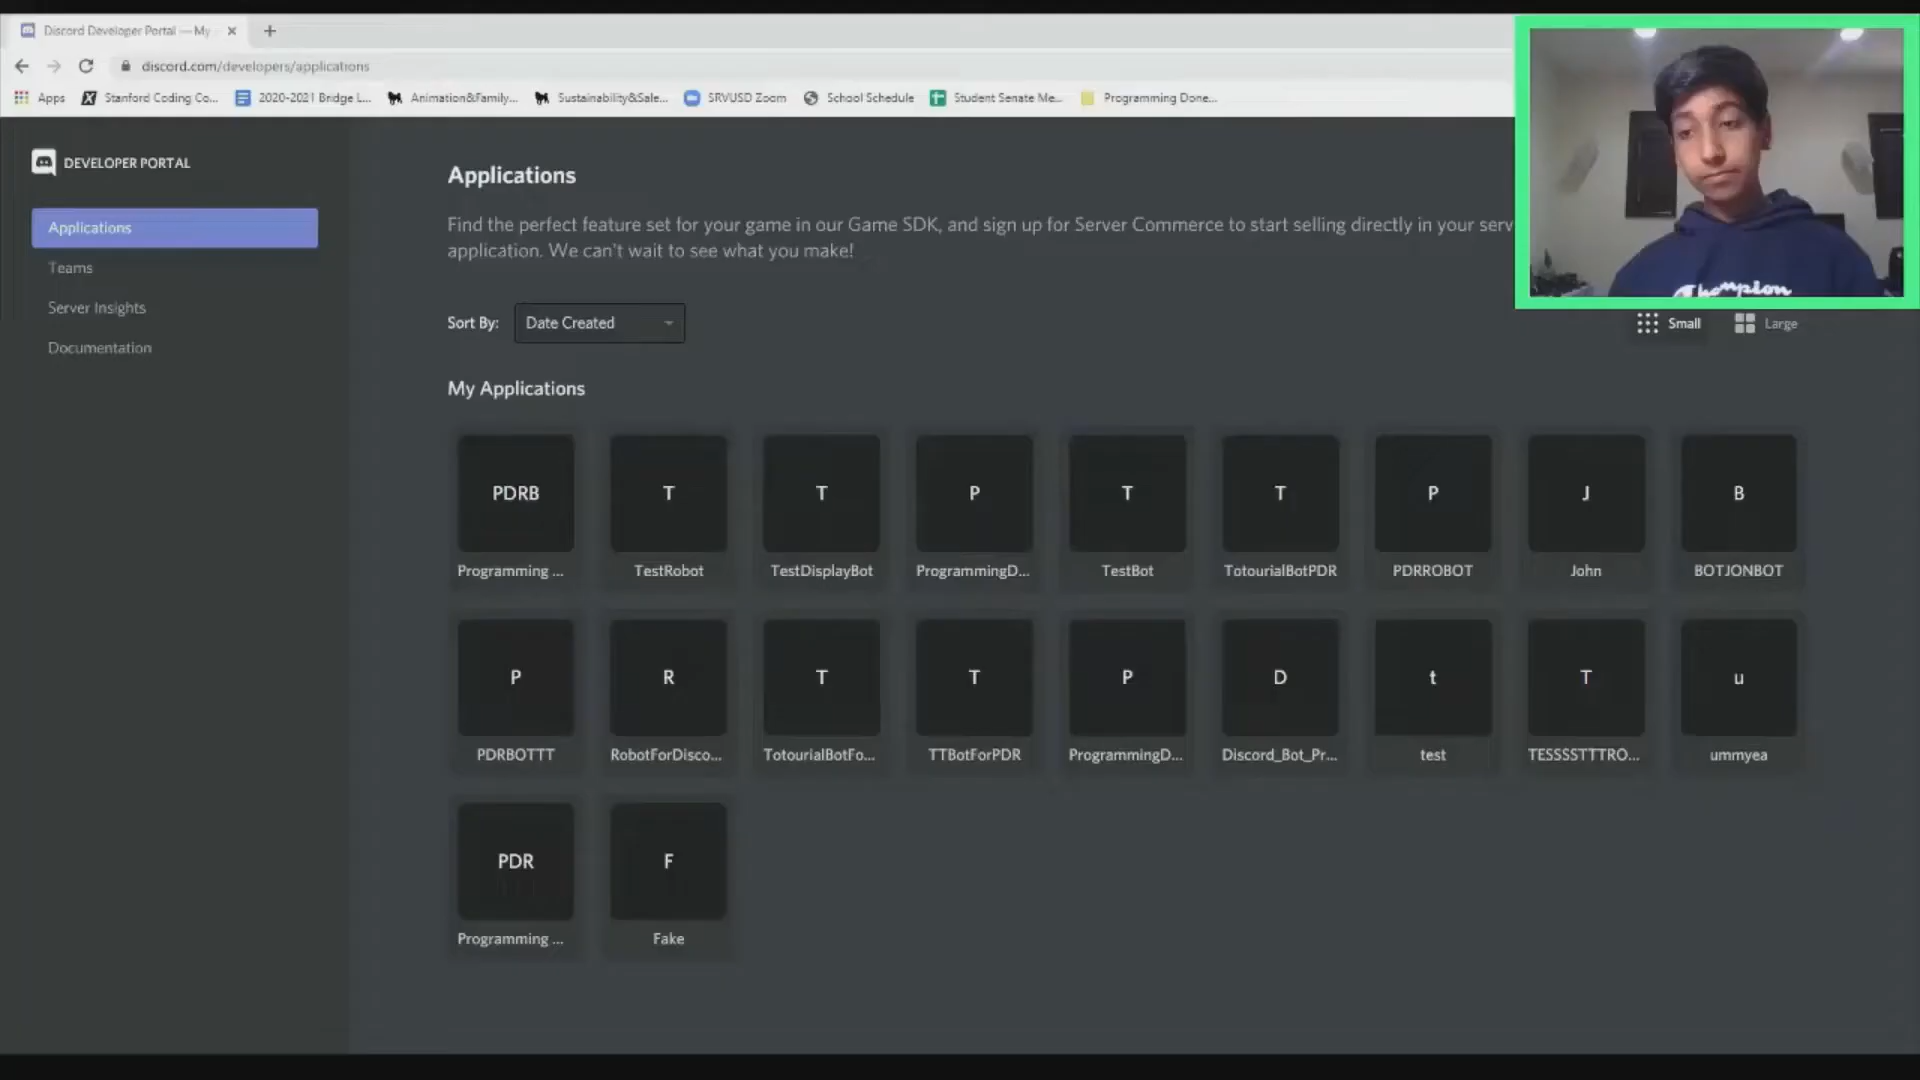 Discord Developer Portal — My
discord.com/developers/applications
Apps
Stanford Coding Co...
2020-2021 Bridge L...
Animation&Family...
Sustainability&Sale...
SRVUSD Zoom
School Schedule
Student Senate Me...
Programming Done...
DEVELOPER PORTAL
Applications
Teams
Server Insights
Documentation
Applications
Find the perfect feature set for your game in our Game SDK, and sign up for Server Commerce to start selling directly in your serv
application. We can't wait to see what you make!
Sort By:
Date Created
Small
Large
My Applications
PDRB
T
T
P
T
T
P
J
B
Programming ...
TestRobot
TestDisplayBot
ProgrammingD...
TestBot
TotourialBotPDR
PDRROBOT
John
BOTJONBOT
P
R
T
T
P
D
t
T
u
PDRBOTTT
RobotForDisco...
TotourialBotFo...
TTBotForPDR
ProgrammingD...
Discord_Bot_Pr...
test
TESSSSTTTRO...
ummyea
PDR
F
Programming ...
Fake
Champion